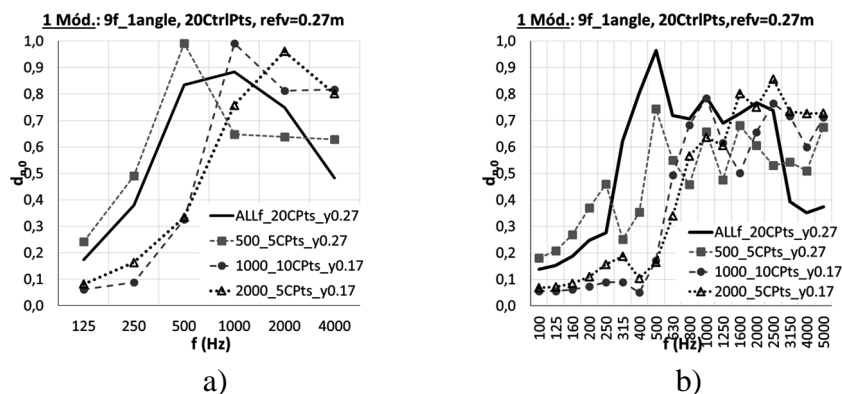 1 Mód.: 9f_1angle, 20CtrlPts, refv=0.27m
1,0
0,9
0,8
0,7
0,6
0,5
0,4
0,3
0,2
0,1
0,0
dn,0
ALLf_20CPts_y0.27
500_5CPts_y0.27
1000_10CPts_y0.17
2000_5CPts_y0.17
125 250 500 1000 2000 4000
f (Hz)
a)
1 Mód.: 9f_1angle, 20CtrlPts,refv=0.27m
1,0
0,9
0,8
0,7
0,6
0,5
0,4
0,3
0,2
0,1
0,0
dn,0
ALLf_20CPts_y0.27
500_5CPts_y0.27
1000_10CPts_y0.17
2000_5CPts_y0.17
100 125 160 200 250 315 400 500 630 800 1000 1250 1600 2000 2500 3150 4000 5000
f (Hz)
b)